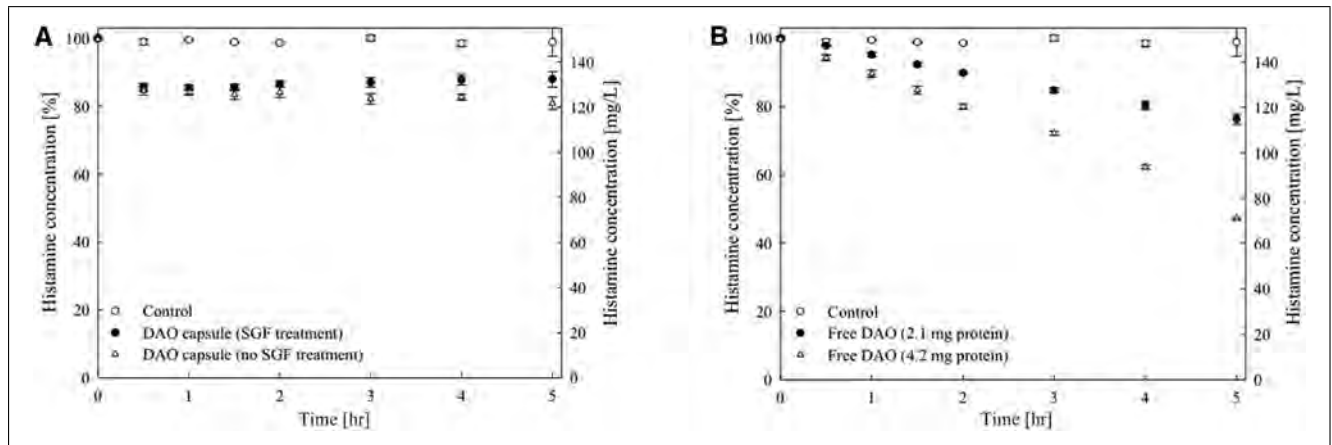 A
Histamine concentration [%]
100
80
60
40
20
0
Control
DAO capsule (SGF treatment)
DAO capsule (no SGF treatment)
0 1 2 3 4 5
Time [hr]
140
120
100
80
60
40
20
0
Histamine concentration [mg/L]
B
Histamine concentration [%]
100
80
60
40
20
0
Control
Free DAO (2.1 mg protein)
Free DAO (4.2 mg protein)
0 1 2 3 4 5
Time [hr]
140
120
100
80
60
40
20
0
Histamine concentration [mg/L]